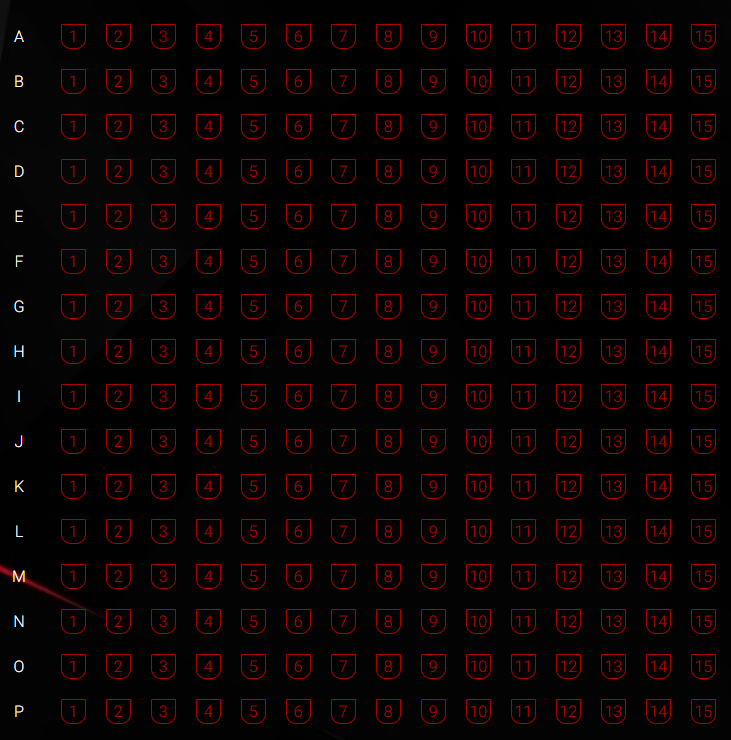 A 1 2 3 4 5 6 7 8 9 10 11 12 13 14 15
B 1 2 3 4 5 6 7 8 9 10 11 12 13 14 15
C 1 2 3 4 5 6 7 8 9 10 11 12 13 14 15
D 1 2 3 4 5 6 7 8 9 10 11 12 13 14 15
E 1 2 3 4 5 6 7 8 9 10 11 12 13 14 15
F 1 2 3 4 5 6 7 8 9 10 11 12 13 14 15
G 1 2 3 4 5 6 7 8 9 10 11 12 13 14 15
H 1 2 3 4 5 6 7 8 9 10 11 12 13 14 15
I 1 2 3 4 5 6 7 8 9 10 11 12 13 14 15
J 1 2 3 4 5 6 7 8 9 10 11 12 13 14 15
K 1 2 3 4 5 6 7 8 9 10 11 12 13 14 15
L 1 2 3 4 5 6 7 8 9 10 11 12 13 14 15
M 1 2 3 4 5 6 7 8 9 10 11 12 13 14 15
N 1 2 3 4 5 6 7 8 9 10 11 12 13 14 15
O 1 2 3 4 5 6 7 8 9 10 11 12 13 14 15
P 1 2 3 4 5 6 7 8 9 10 11 12 13 14 15